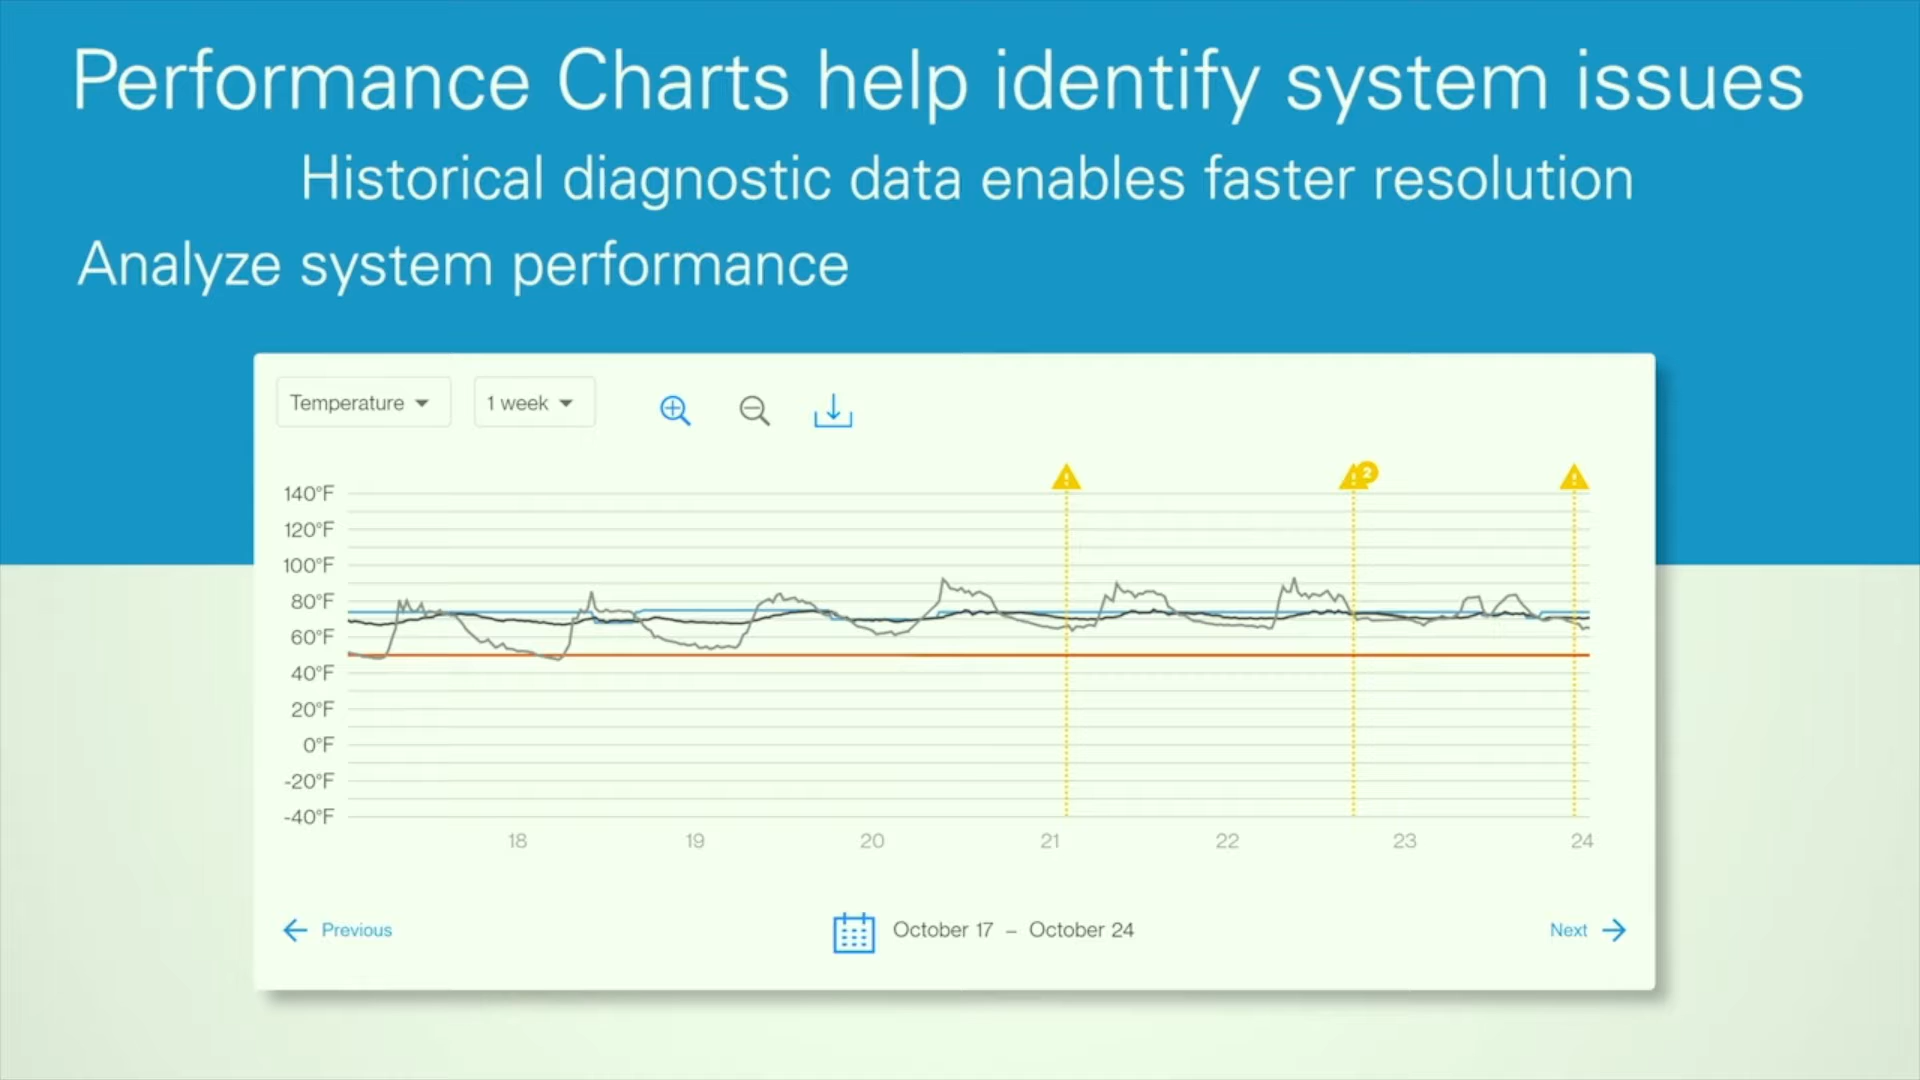 Performance Charts help identify system issues
Historical diagnostic data enables faster resolution
Analyze system performance
Temperature
1 week
2
140°F
120°F
100°F
80°F
60°F
40°F
20°F
0°F
-20°F
-40°F
18 19 20 21 22 23 24
Previous
October 17 – October 24
Next